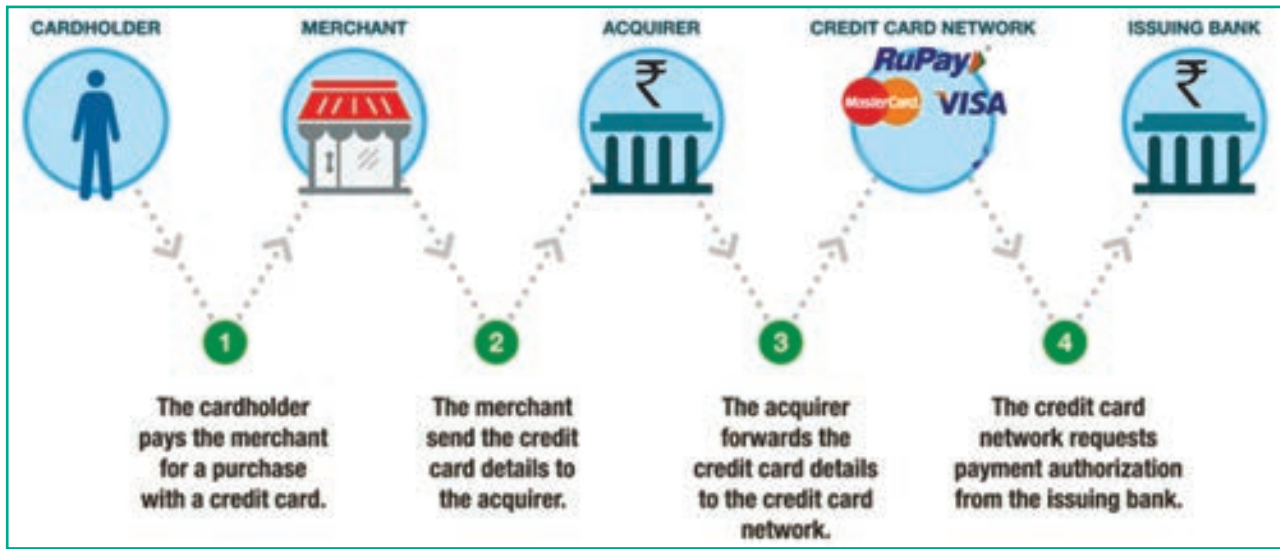 CARDHOLDER
MERCHANT
ACQUIRER
CREDIT CARD NETWORK
ISSUING BANK
₹
RuPay
MasterCard
VISA
₹
1
2
3
4
The cardholder
pays the merchant
for a purchase
with a credit card.
The merchant
send the credit
card details to
the acquirer.
The acquirer
forwards the
credit card details
to the credit card
network.
The credit card
network requests
payment authorization
from the issuing bank.